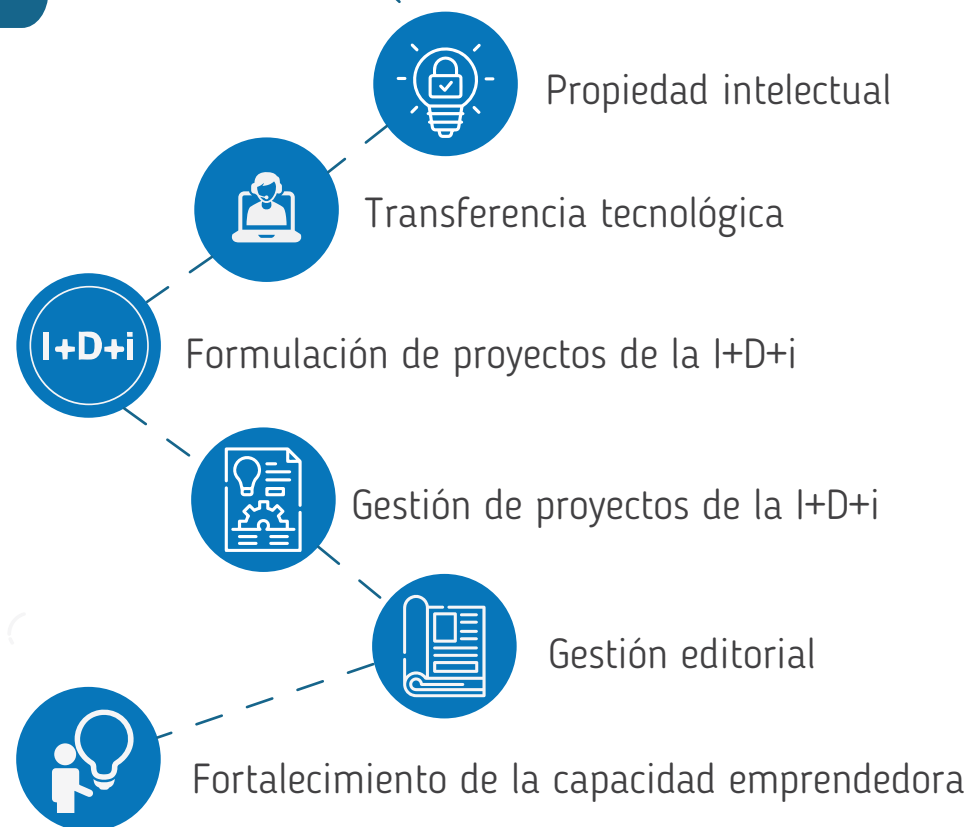 Propiedad intelectual
Transferencia tecnológica
I+D+i
Formulación de proyectos de la I+D+i
Gestión de proyectos de la I+D+i
Gestión editorial
Fortalecimiento de la capacidad emprendedora